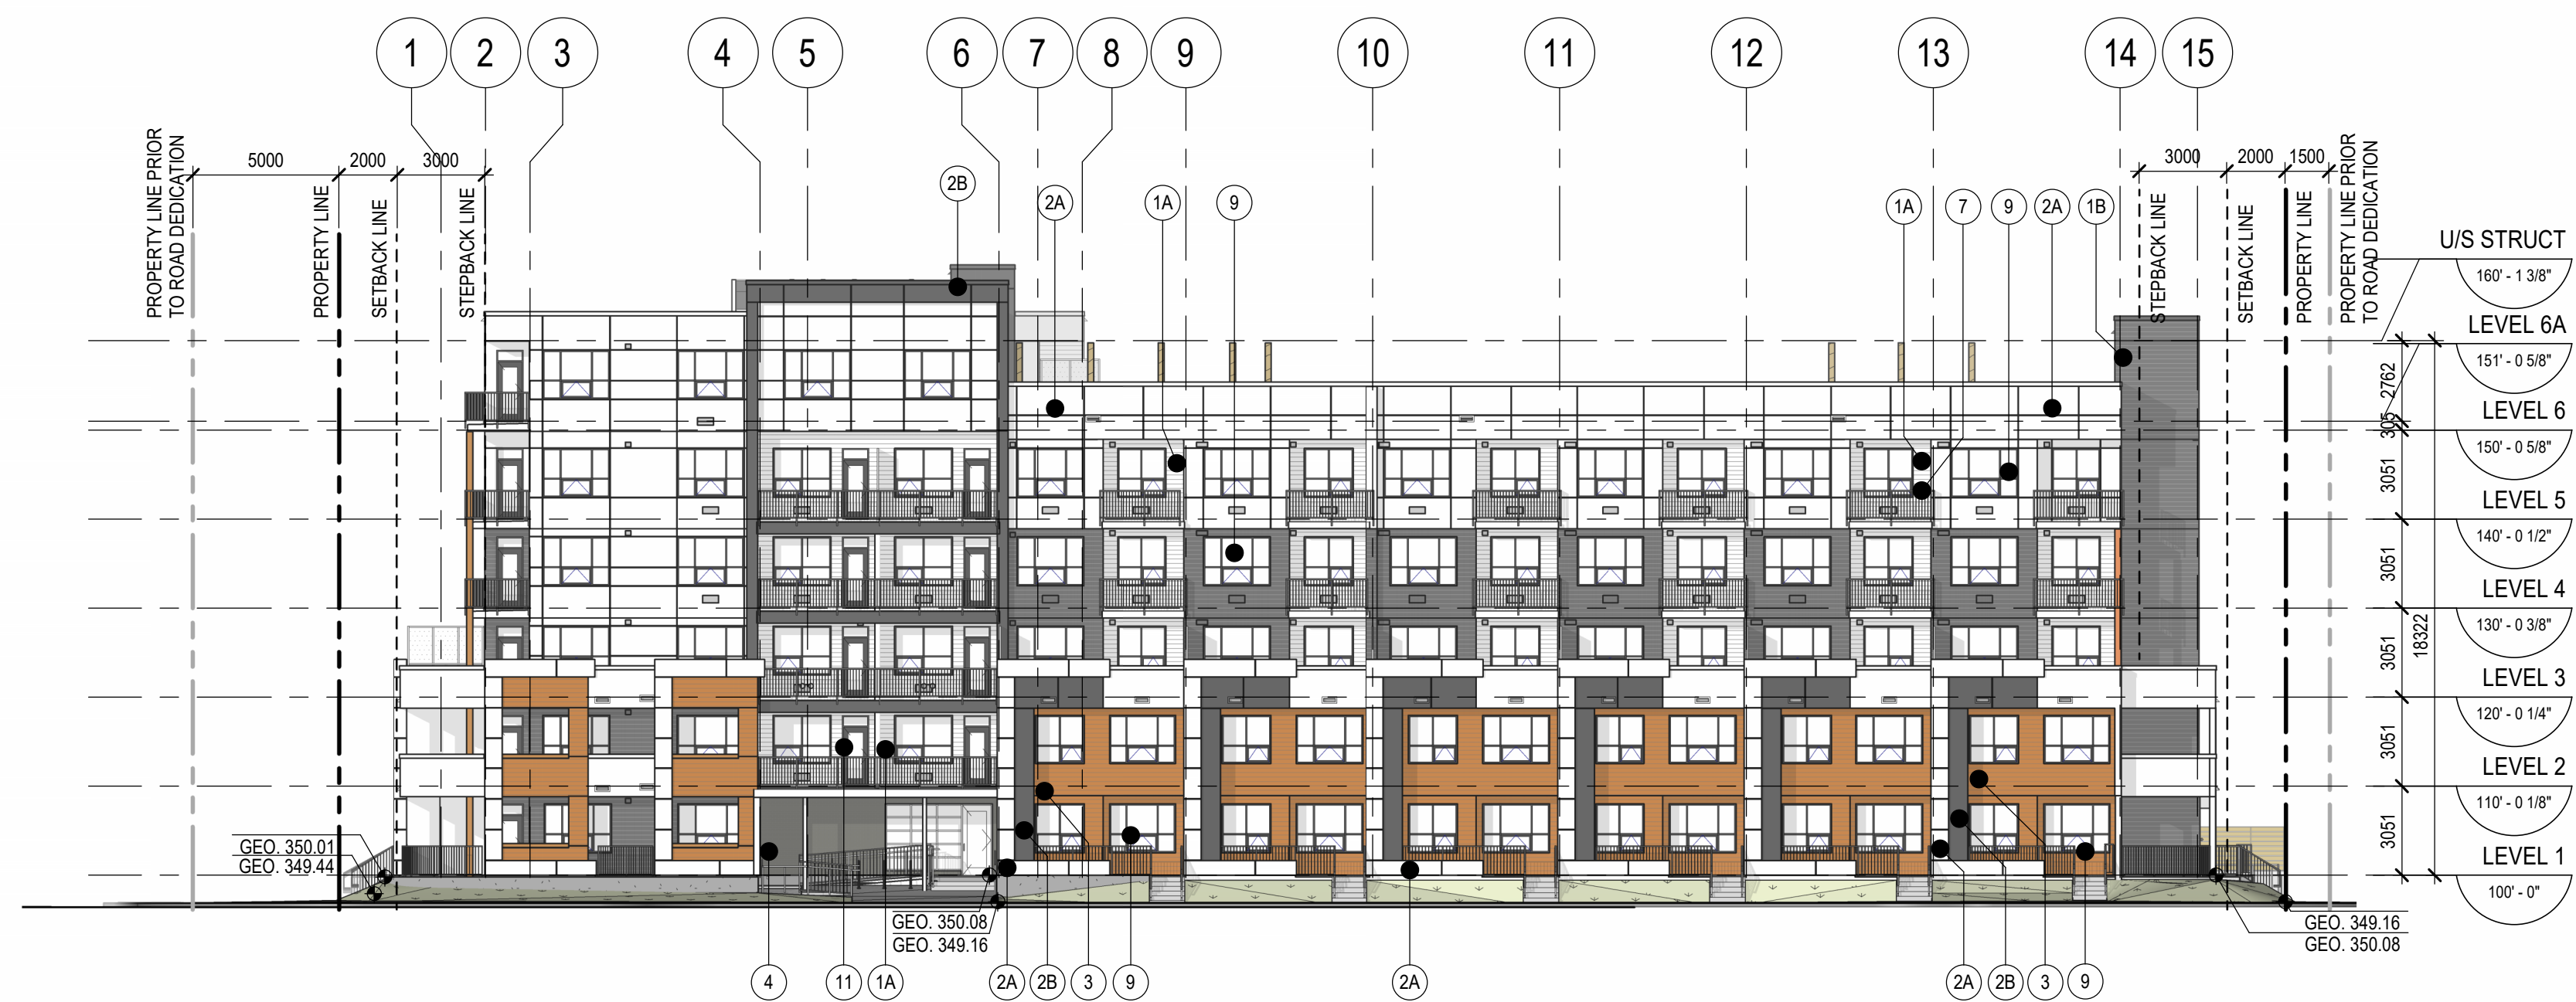 1 2 3 4 5 6 7 8 9 10 11 12 13 14 15
5000 2000 3000
3000 2000 1500
PROPERTY LINE PRIOR
TO ROAD DEDICATION
PROPERTY LINE
SETBACK LINE
STEPBACK LINE
2B
2A
1A
9
1A
7
9
2A
1B
STEPBACK LINE
SETBACK LINE
PROPERTY LINE
PROPERTY LINE PRIOR
TO ROAD DEDICATION
U/S STRUCT
160' - 1 3/8"
LEVEL 6A
151' - 0 5/8"
LEVEL 6
150' - 0 5/8"
LEVEL 5
140' - 0 1/2"
LEVEL 4
130' - 0 3/8"
LEVEL 3
120' - 0 1/4"
LEVEL 2
110' - 0 1/8"
LEVEL 1
100' - 0"
2762
305
3051
3051
3051
3051
3051
18322
GEO. 350.01
GEO. 349.44
GEO. 350.08
GEO. 349.16
GEO. 349.16
GEO. 350.08
4 11 1A 2A 2B 3 9 2A 2A 2B 3 9